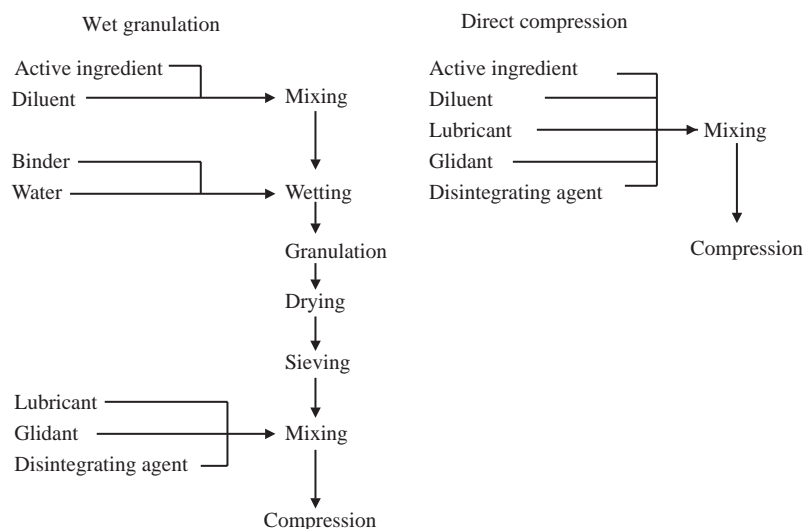 Wet granulation
Active ingredient
Diluent
Mixing
Binder
Water
Wetting
Granulation
Drying
Sieving
Lubricant
Glidant
Disintegrating agent
Mixing
Compression
Direct compression
Active ingredient
Diluent
Lubricant
Glidant
Disintegrating agent
Mixing
Compression